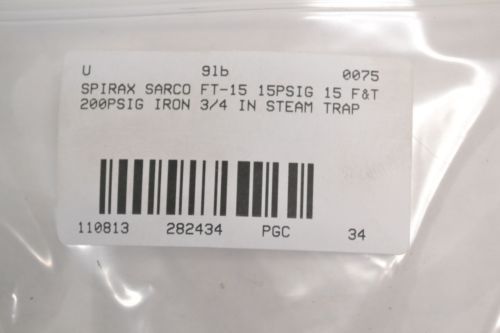 U 9lb 0075
SPIRAX SARCO FT-15 15PSIG 15 F&T
200PSIG IRON 3/4 IN STEAM TRAP
110813 282434 PGC 34